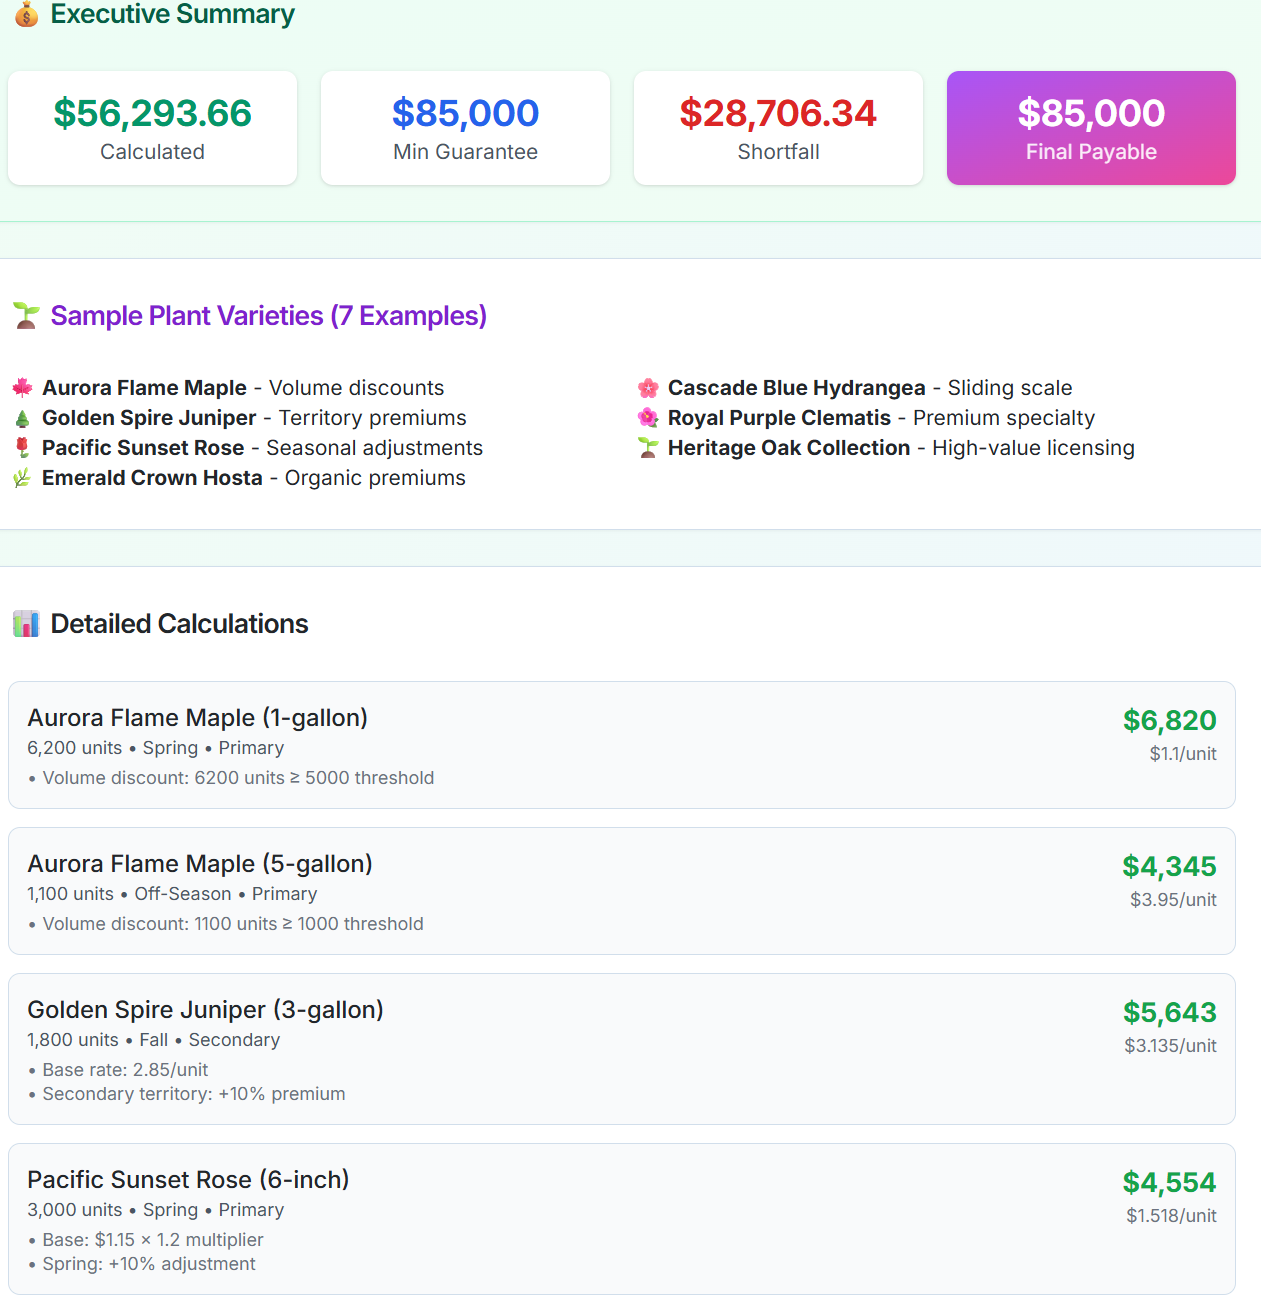 Executive Summary
$56,293.66
Calculated
$85,000
Min Guarantee
$28,706.34
Shortfall
$85,000
Final Payable
Sample Plant Varieties (7 Examples)
Aurora Flame Maple - Volume discounts
Golden Spire Juniper - Territory premiums
Pacific Sunset Rose - Seasonal adjustments
Emerald Crown Hosta - Organic premiums
Cascade Blue Hydrangea - Sliding scale
Royal Purple Clematis - Premium specialty
Heritage Oak Collection - High-value licensing
Detailed Calculations
Aurora Flame Maple (1-gallon)
6,200 units • Spring • Primary
• Volume discount: 6200 units ≥ 5000 threshold
$6,820
$1.1/unit
Aurora Flame Maple (5-gallon)
1,100 units • Off-Season • Primary
• Volume discount: 1100 units ≥ 1000 threshold
$4,345
$3.95/unit
Golden Spire Juniper (3-gallon)
1,800 units • Fall • Secondary
• Base rate: 2.85/unit
• Secondary territory: +10% premium
$5,643
$3.135/unit
Pacific Sunset Rose (6-inch)
3,000 units • Spring • Primary
• Base: $1.15 × 1.2 multiplier
• Spring: +10% adjustment
$4,554
$1.518/unit